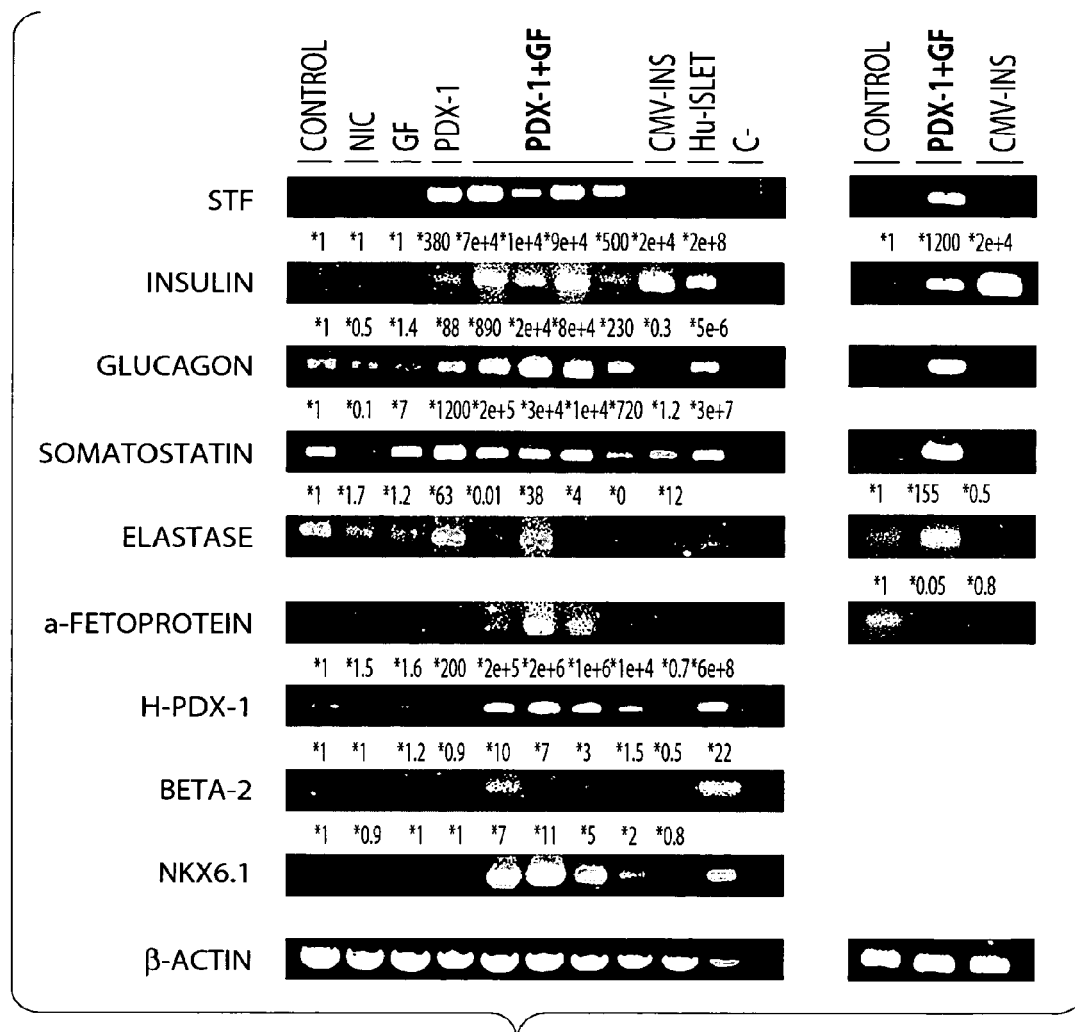 CONTROL NIC GF PDX-1 PDX-1+GF CMV-INS Hu-ISLET C- CONTROL PDX-1+GF CMV-INS
STF
*1 *1 *1 *380 *7e+4 *1e+4 *9e+4 *500 *2e+4 *2e+8 *1 *1200 *2e+4
INSULIN
*1 *0.5 *1.4 *88 *890 *2e+4 *8e+4 *230 *0.3 *5e-6
GLUCAGON
*1 *0.1 *7 *1200 *2e+5 *3e+4 *1e+4 *720 *1.2 *3e+7
SOMATOSTATIN
*1 *1.7 *1.2 *63 *0.01 *38 *4 *0 *12 *1 *155 *0.5
ELASTASE
*1 *0.05 *0.8
a-FETOPROTEIN
*1 *1.5 *1.6 *200 *2e+5 *2e+6 *1e+6 *1e+4 *0.7 *6e+8
H-PDX-1
*1 *1 *1.2 *0.9 *10 *7 *3 *1.5 *0.5 *22
BETA-2
*1 *0.9 *1 *1 *7 *11 *5 *2 *0.8
NKX6.1
β-ACTIN